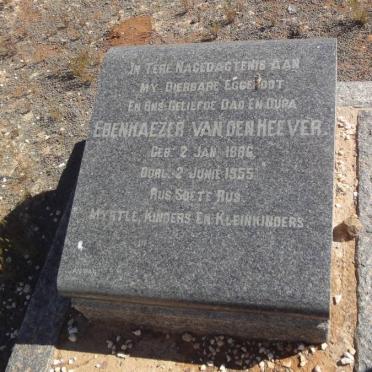 IN TERE NAGEDAGTENIS AAN
MY DIERBARE EGGENOOT
EN ONS GELIEFDE DAD EN OUPA
EBENHAEZER VAN DEN HEEVER.
GEB. 2 JAN. 1886
OORL. 2 JUNIE 1955
RUS SOETE RUS.
MYRTLE, KINDERS EN KLEINKINDERS.